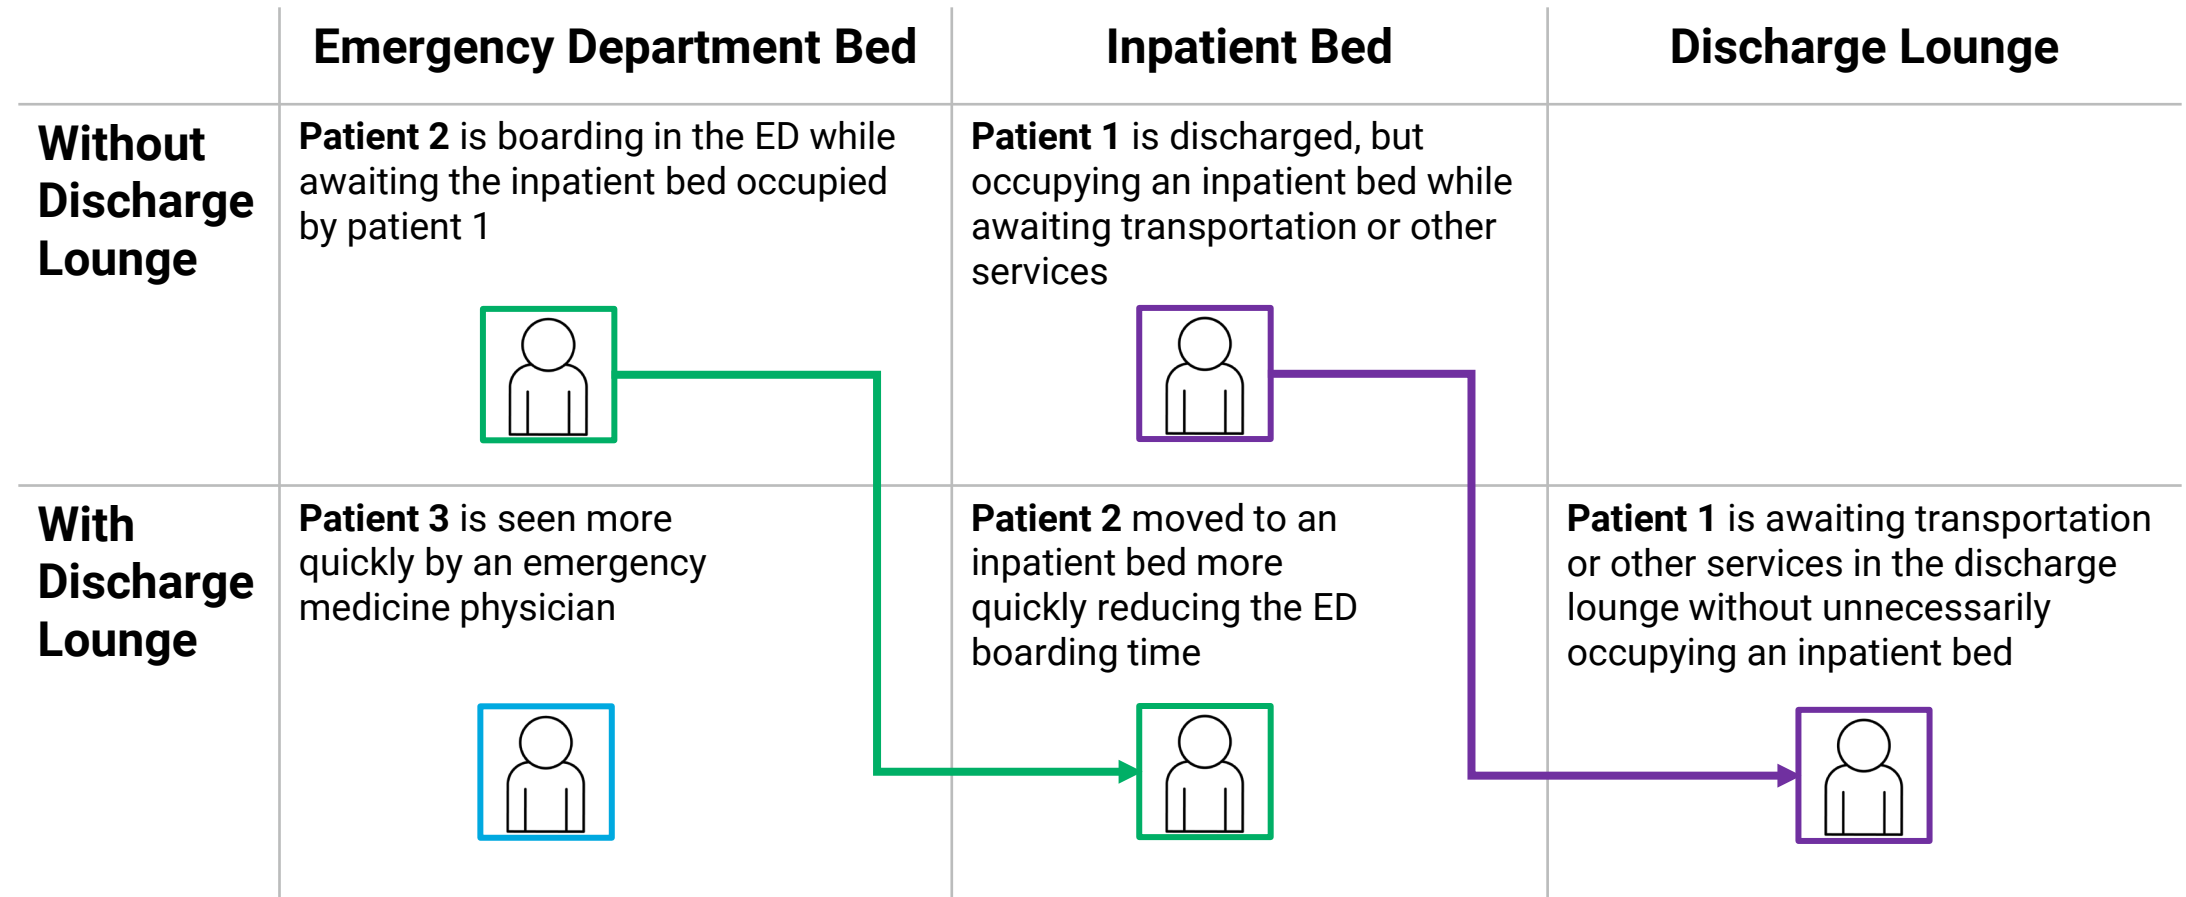 Emergency Department Bed
Inpatient Bed
Discharge Lounge
Without
Discharge
Lounge
Patient 2 is boarding in the ED while
awaiting the inpatient bed occupied
by patient 1
Patient 1 is discharged, but
occupying an inpatient bed while
awaiting transportation or other
services
With
Discharge
Lounge
Patient 3 is seen more
quickly by an emergency
medicine physician
Patient 2 moved to an
inpatient bed more
quickly reducing the ED
boarding time
Patient 1 is awaiting transportation
or other services in the discharge
lounge without unnecessarily
occupying an inpatient bed